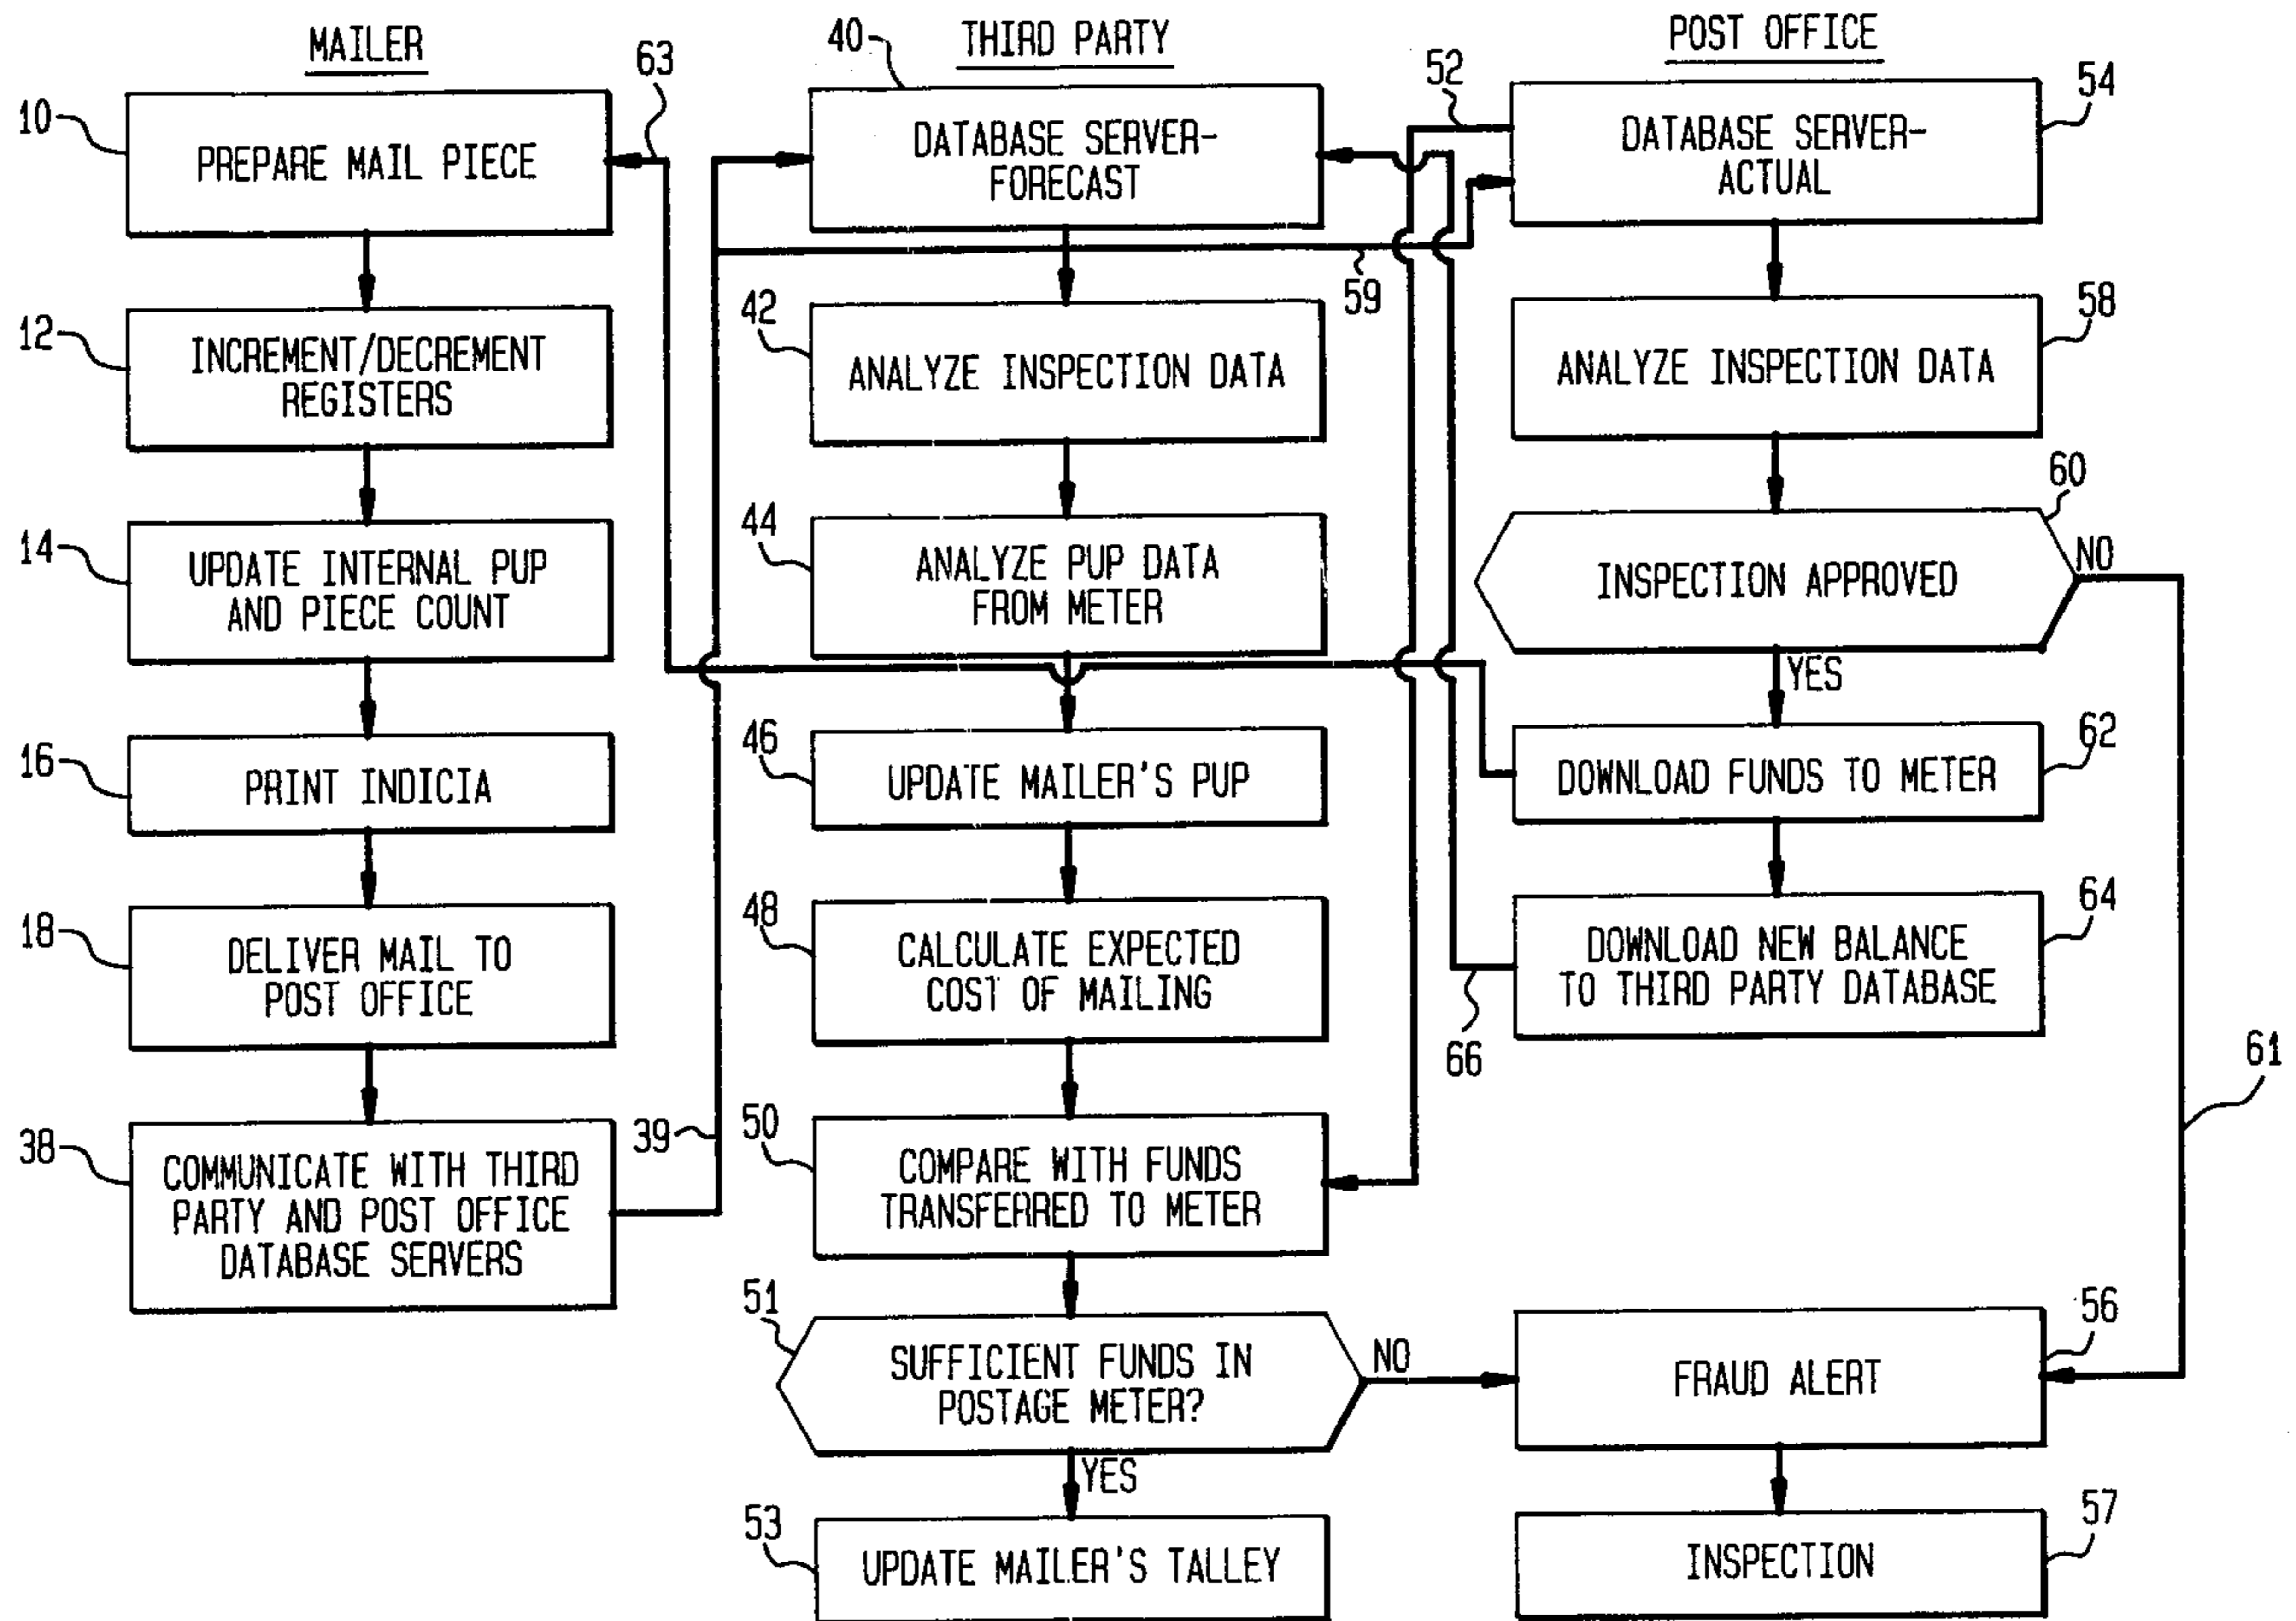 MAILER
63
10
PREPARE MAIL PIECE
12
INCREMENT/DECREMENT
REGISTERS
14
UPDATE INTERNAL PUP
AND PIECE COUNT
16
PRINT INDICIA
18
DELIVER MAIL TO
POST OFFICE
38
COMMUNICATE WITH THIRD
PARTY AND POST OFFICE
DATABASE SERVERS
39
THIRD PARTY
40
DATABASE SERVER-
FORECAST
59
42
ANALYZE INSPECTION DATA
44
ANALYZE PUP DATA
FROM METER
46
UPDATE MAILER'S PUP
48
CALCULATE EXPECTED
COST OF MAILING
50
COMPARE WITH FUNDS
TRANSFERRED TO METER
51
SUFFICIENT FUNDS IN
POSTAGE METER?
NO
YES
53
UPDATE MAILER'S TALLEY
POST OFFICE
52
54
DATABASE SERVER-
ACTUAL
58
ANALYZE INSPECTION DATA
60
INSPECTION APPROVED
NO
YES
62
DOWNLOAD FUNDS TO METER
64
DOWNLOAD NEW BALANCE
TO THIRD PARTY DATABASE
66
61
56
FRAUD ALERT
57
INSPECTION